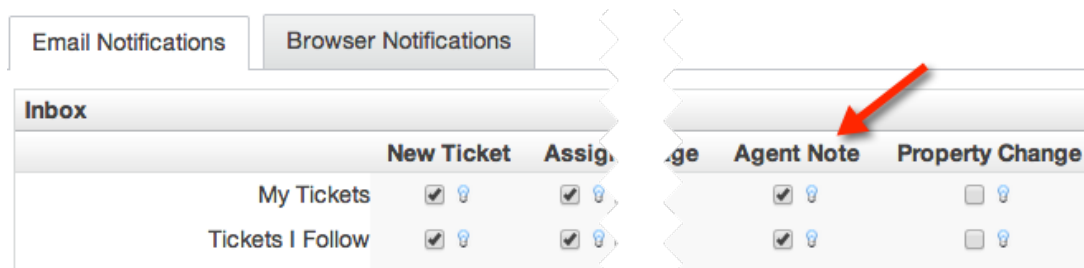 Email Notifications Browser Notifications
Inbox
New Ticket Agent Note Property Change
My Tickets
Tickets I Follow